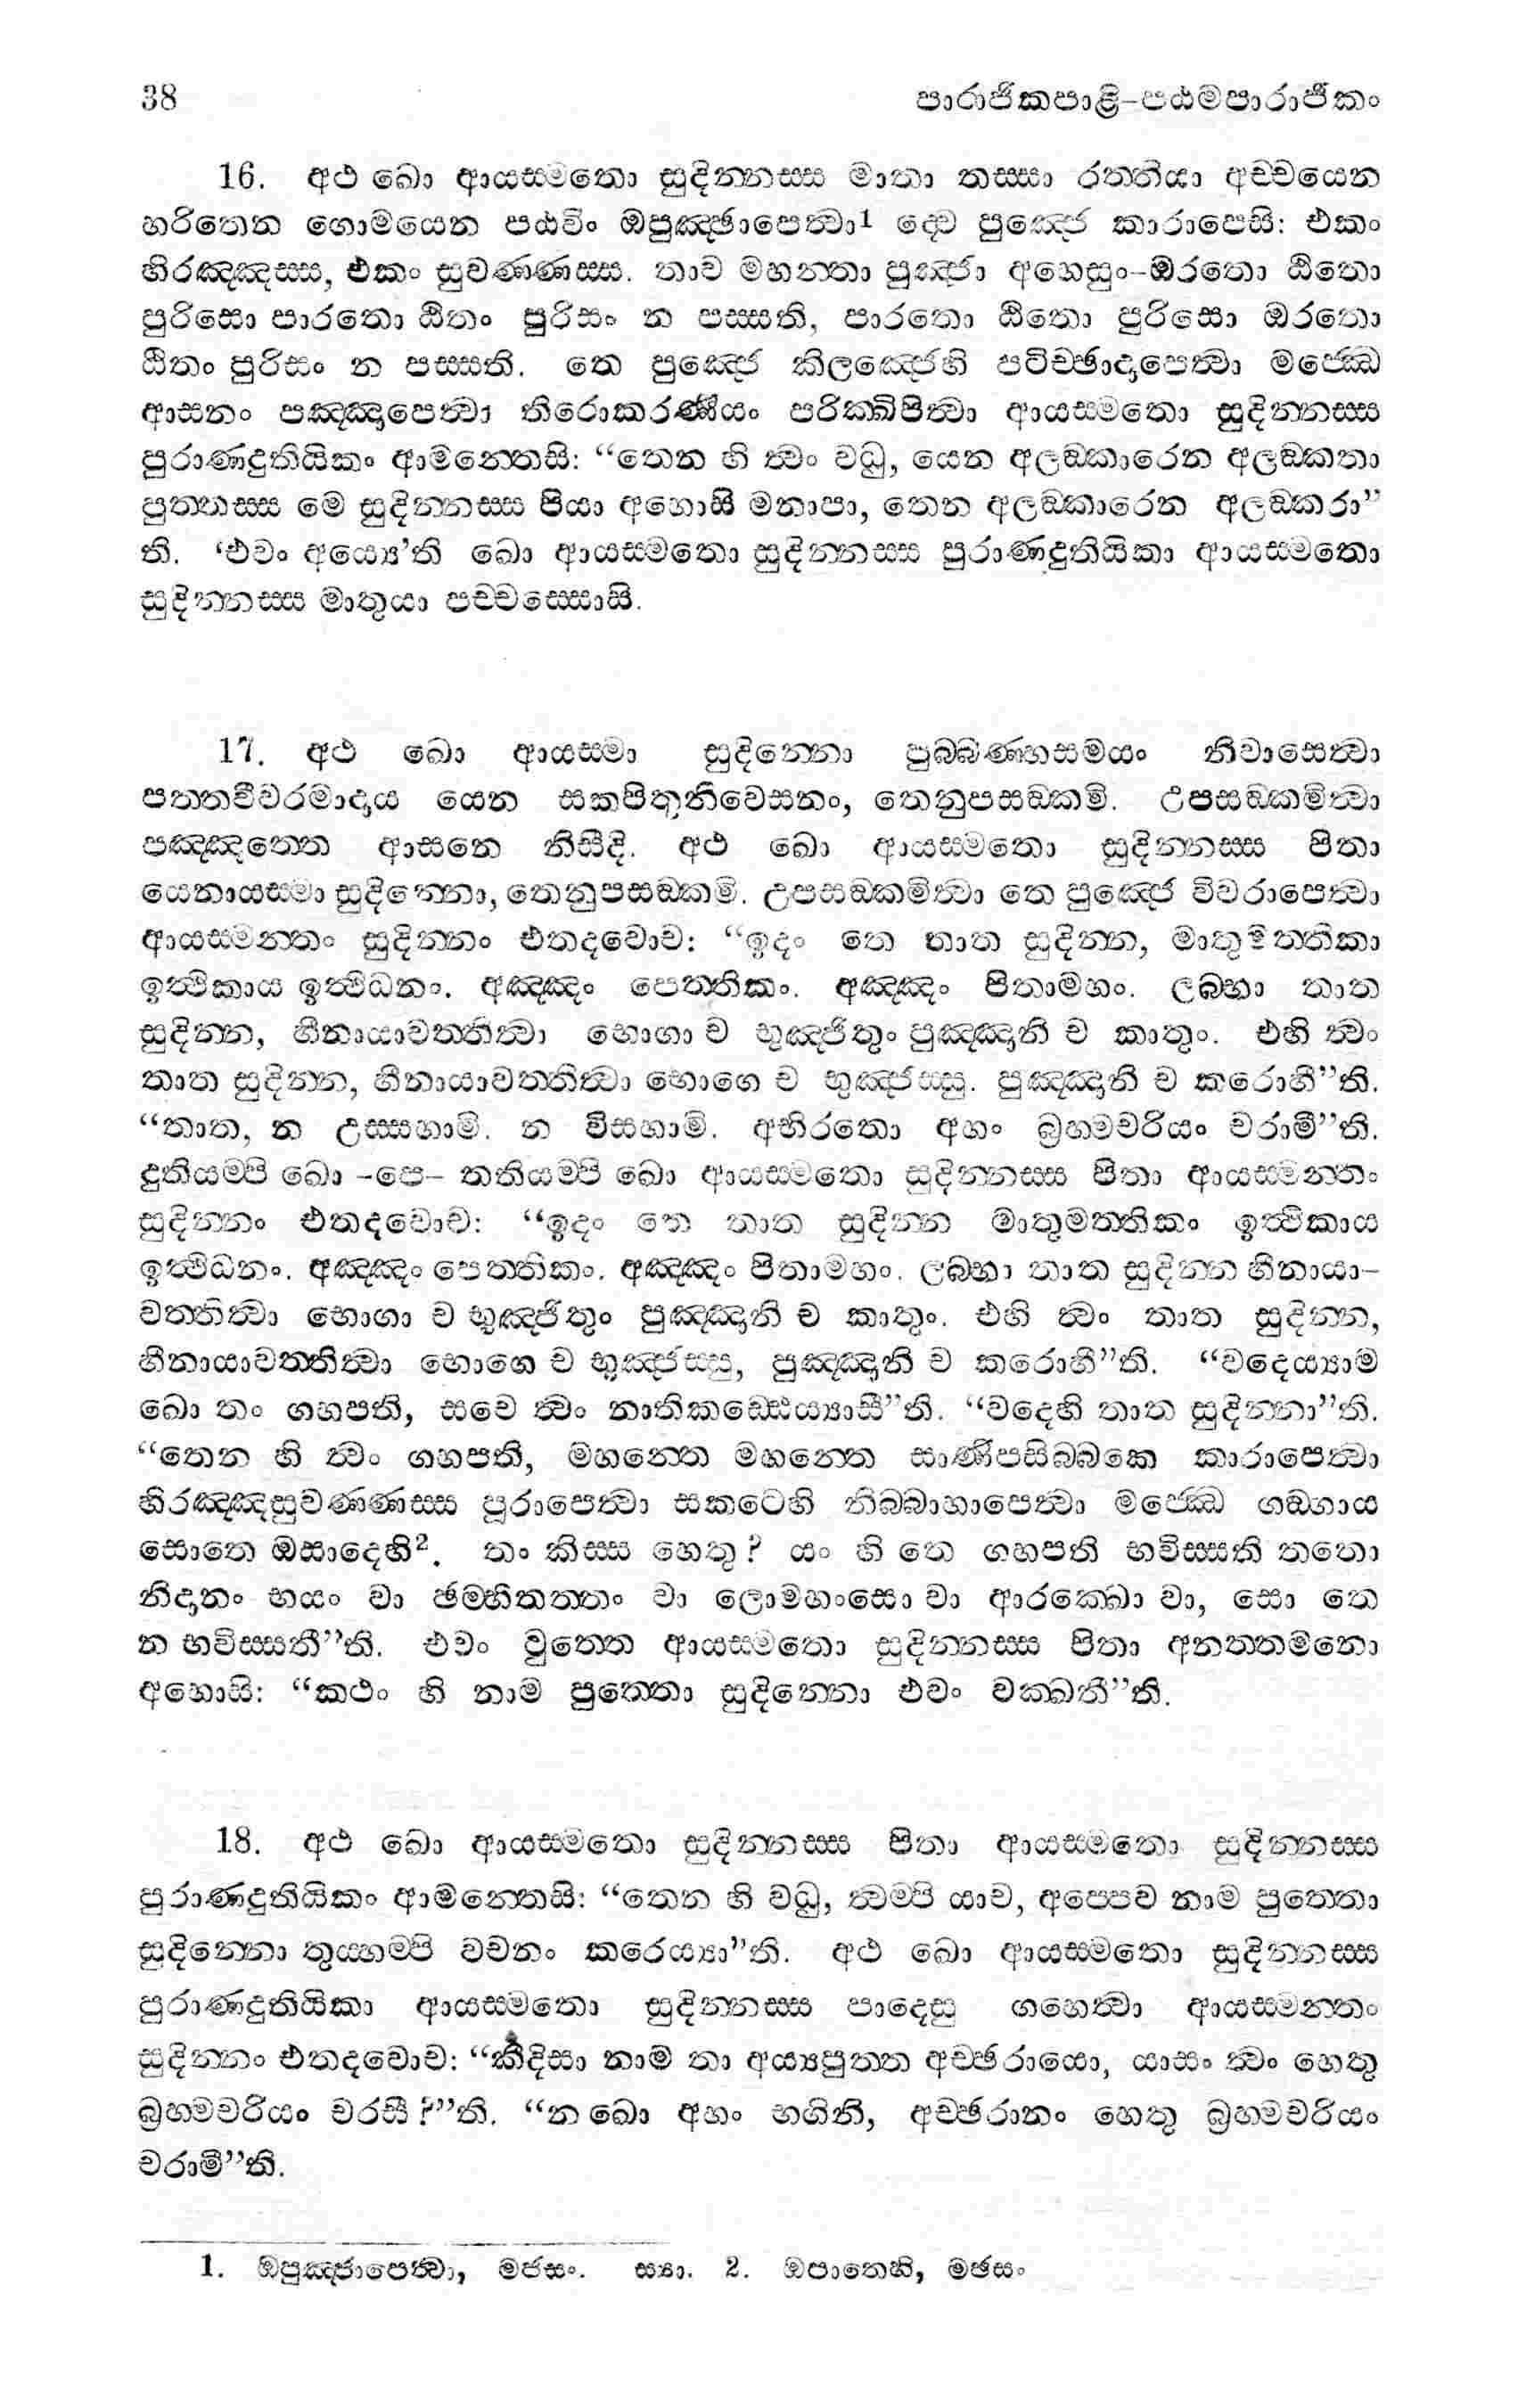 38 පාරාජිකපාළි-පඨමපාරාජිකං
16. අථ ඛො ආයස්මතො සුදින්නස්ස මාතා තස්සා රත්තියා අච්චයෙන
හරිතෙන ගොමයෙන පඨවිං ඔපුඤ්ඡාපෙත්වා1 ද්වෙ පුඤ්ජෙ කාරාපෙසි: එකං
හිරඤ්ඤස්ස, එකං සුවණ්ණස්ස. තාව මහන්තා පුඤ්ජා අහෙසුං-ඔරතො ඨිතො
පුරිසො පාරතො ඨිතං පුරිසං න පස්සති, පාරතො ඨිතො පුරිසො ඔරතො
ඨිතං පුරිසං න පස්සති. තෙ පුඤ්ජෙ කිලඤ්ජෙහි පටිච්ඡාදාපෙත්වා මජ්ඣෙ
ආසනං පඤ්ඤාපෙත්වා තිරොකරණීයං පරික්ඛිපිත්වා ආයස්මතො සුදින්නස්ස
පුරාණදුතියිකං ආමන්තෙසි: “තෙන හි ත්වං වධු, යෙන අලඞ්කාරෙන අලඞ්කතා
පුත්තස්ස මෙ සුදින්නස්ස පියා අහොසි මනාපා, තෙන අලඞ්කාරෙන අලඞ්කරා”
ති. ‘එවං අය්‍යෙ’ති ඛො ආයස්මතො සුදින්නස්ස පුරාණදුතියිකා ආයස්මතො
සුදින්නස්ස මාතුයා පච්චස්සොසි.
17. අථ ඛො ආයස්මා සුදින්නො පුබ්බණ්හසමයං නිවාසෙත්වා
පත්තචීවරමාදාය යෙන සකපිතුනිවෙසනං, තෙනුපසඞ්කමි. උපසඞ්කමිත්වා
පඤ්ඤත්තෙ ආසනෙ නිසීදි. අථ ඛො ආයස්මතො සුදින්නස්ස පිතා
යෙනායස්මා සුදින්නො, තෙනුපසඞ්කමි. උපසඞ්කමිත්වා තෙ පුඤ්ජෙ විවරාපෙත්වා
ආයස්මන්තං සුදින්නං එතදවොච: “ඉදං තෙ තාත සුදින්න, මාතුමත්තිකා
ඉත්ථිකාය ඉත්ථිධනං. අඤ්ඤං පෙත්තිකං. අඤ්ඤං පිතාමහං. ලබ්භා තාත
සුදින්න, හීනායාවත්තිත්වා භොගා ච භුඤ්ජිතුං පුඤ්ඤානි ච කාතුං. එහි ත්වං
තාත සුදින්න, හීනායාවත්තිත්වා භොගෙ ච භුඤ්ජස්සු. පුඤ්ඤානි ච කරොහී”ති.
“තාත, න උස්සහාමි. න විසහාමි. අභිරතො අහං බ්‍රහ්මචරියං චරාමී”ති.
දුතියම්පි ඛො -පෙ- තතියම්පි ඛො ආයස්මතො සුදින්නස්ස පිතා ආයස්මන්තං
සුදින්නං එතදවොච: “ඉදං තෙ තාත සුදින්න මාතුමත්තිකං ඉත්ථිකාය
ඉත්ථිධනං. අඤ්ඤං පෙත්තිකං. අඤ්ඤං පිතාමහං. ලබ්භා තාත සුදින්න හීනායා-
වත්තිත්වා භොගා ච භුඤ්ජිතුං පුඤ්ඤානි ච කාතුං. එහි ත්වං තාත සුදින්න,
හීනායාවත්තිත්වා භොගෙ ච භුඤ්ජස්සු, පුඤ්ඤානි ච කරොහී”ති. “වදෙය්‍යාම
ඛො තං ගහපති, සචෙ ත්වං නාතිකඩ්ඪෙය්‍යාසී”ති. “වදෙහි තාත සුදින්නා”ති.
“තෙන හි ත්වං ගහපති, මහන්තෙ මහන්තෙ සාණිපසිබ්බකෙ කාරාපෙත්වා
හිරඤ්ඤසුවණ්ණස්ස පූරාපෙත්වා සකටෙහි නිබ්බාහාපෙත්වා මජ්ඣෙ ගඞ්ගාය
සොතෙ ඔසාදෙහි2. තං කිස්ස හෙතු? යං හි තෙ ගහපති භවිස්සති තතො
නිදානං භයං වා ඡම්භිතත්තං වා ලොමහංසො වා ආරක්ඛො වා, සො තෙ
න භවිස්සතී”ති. එවං වුත්තෙ ආයස්මතො සුදින්නස්ස පිතා අනත්තමනො
අහොසි: “කථං හි නාම පුත්තො සුදින්නො එවං වක්ඛතී”ති.
18. අථ ඛො ආයස්මතො සුදින්නස්ස පිතා ආයස්මතො සුදින්නස්ස
පුරාණදුතියිකං ආමන්තෙසි: “තෙන හි වධු, ත්වම්පි යාච, අප්පෙව නාම පුත්තො
සුදින්නො තුය්හම්පි වචනං කරෙය්‍යා”ති. අථ ඛො ආයස්මතො සුදින්නස්ස
පුරාණදුතියිකා ආයස්මතො සුදින්නස්ස පාදෙසු ගහෙත්වා ආයස්මන්තං
සුදින්නං එතදවොච: “කීදිසා නාම තා අය්‍යපුත්ත අච්ඡරායො, යාසං ත්වං හෙතු
බ්‍රහ්මචරියං චරසී?”ති. “න ඛො අහං භගිනි, අච්ඡරානං හෙතු බ්‍රහ්මචරියං
චරාමී”ති.
1. ඔපුඤ්ජාපෙත්වා, මජසං. ස්‍යා. 2. ඔපාතෙහි, මඡසං